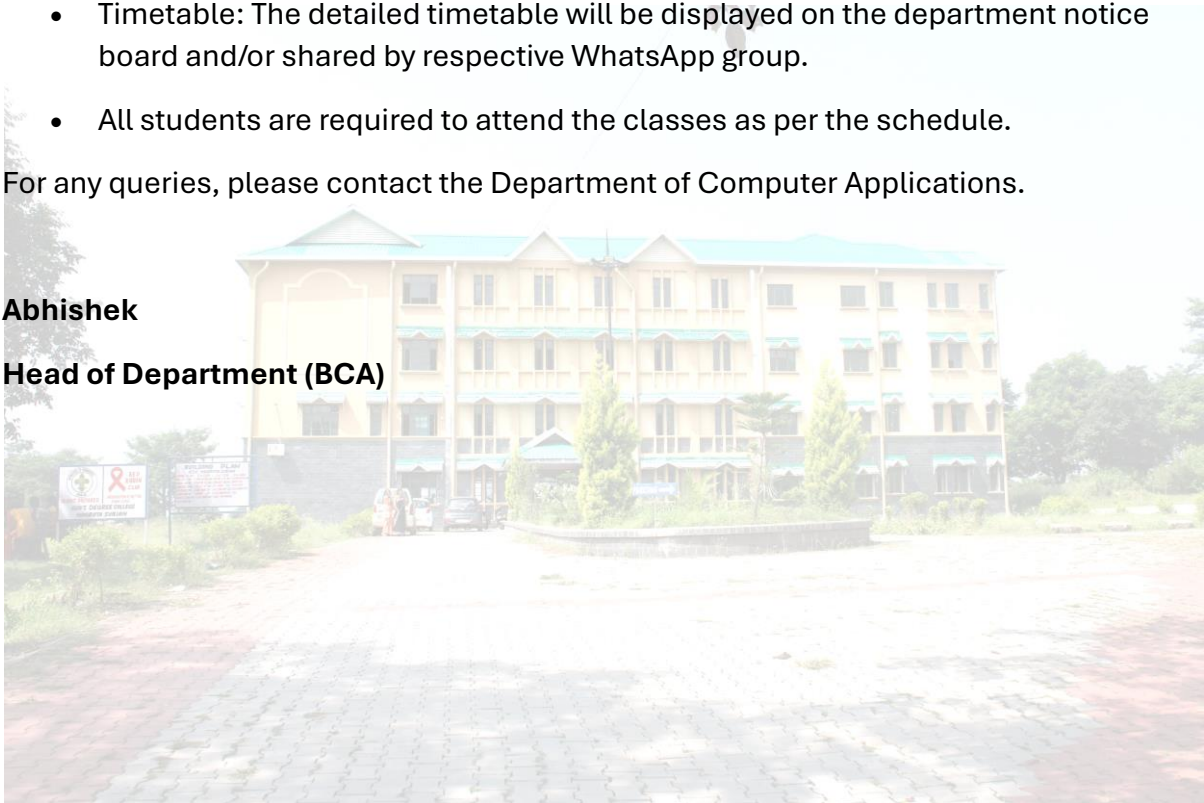 • Timetable: The detailed timetable will be displayed on the department notice
board and/or shared by respective WhatsApp group.
• All students are required to attend the classes as per the schedule.
For any queries, please contact the Department of Computer Applications.
Abhishek
Head of Department (BCA)
BUILDING PLAN